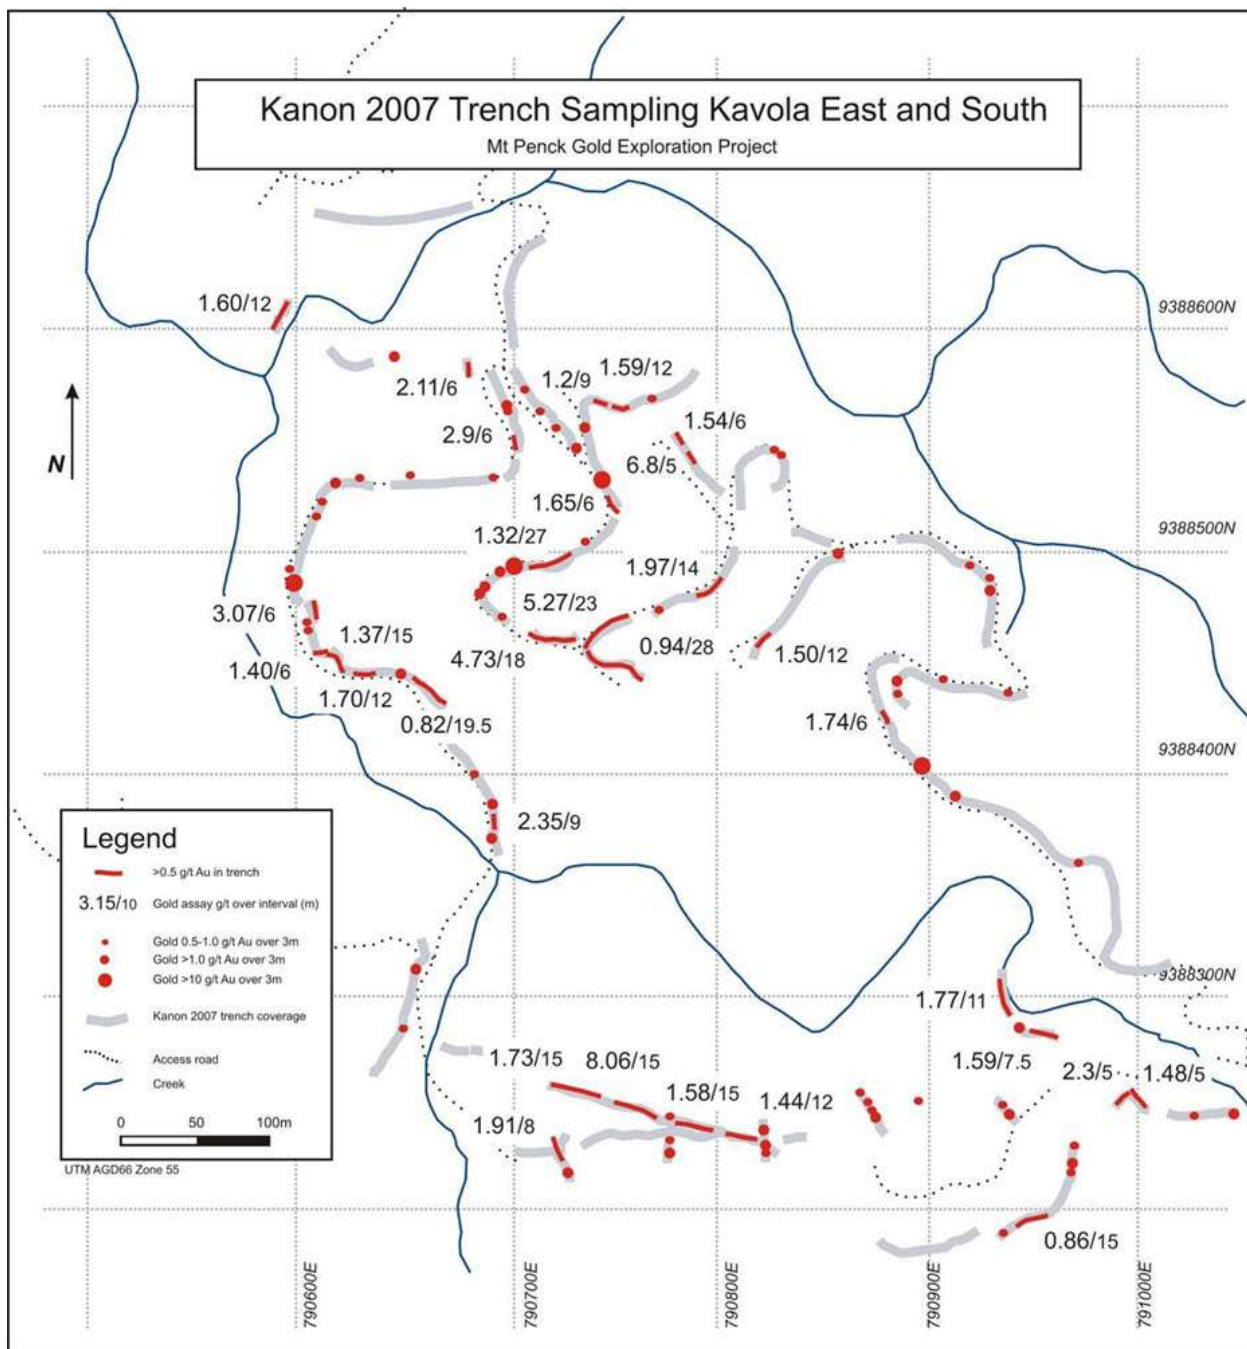 Kanon 2007 Trench Sampling Kavola East and South
Mt Penck Gold Exploration Project
1.60/12
9388600N
2.11/6
1.2/9
1.59/12
2.9/6
1.54/6
6.8/5
N
1.65/6
1.32/27
9388500N
1.97/14
5.27/23
3.07/6
1.37/15
4.73/18
0.94/28
1.50/12
1.40/6
1.70/12
0.82/19.5
1.74/6
9388400N
2.35/9
Legend
>0.5 g/t Au in trench
3.15/10 Gold assay g/t over interval (m)
Gold 0.5-1.0 g/t Au over 3m
Gold >1.0 g/t Au over 3m
Gold >10 g/t Au over 3m
Kanon 2007 trench coverage
Access road
Creek
0 50 100m
UTM AGD66 Zone 55
9388300N
1.77/11
1.73/15
8.06/15
1.59/7.5
2.3/5
1.48/5
1.58/15
1.44/12
1.91/8
0.86/15
790600E
790700E
790800E
790900E
791000E